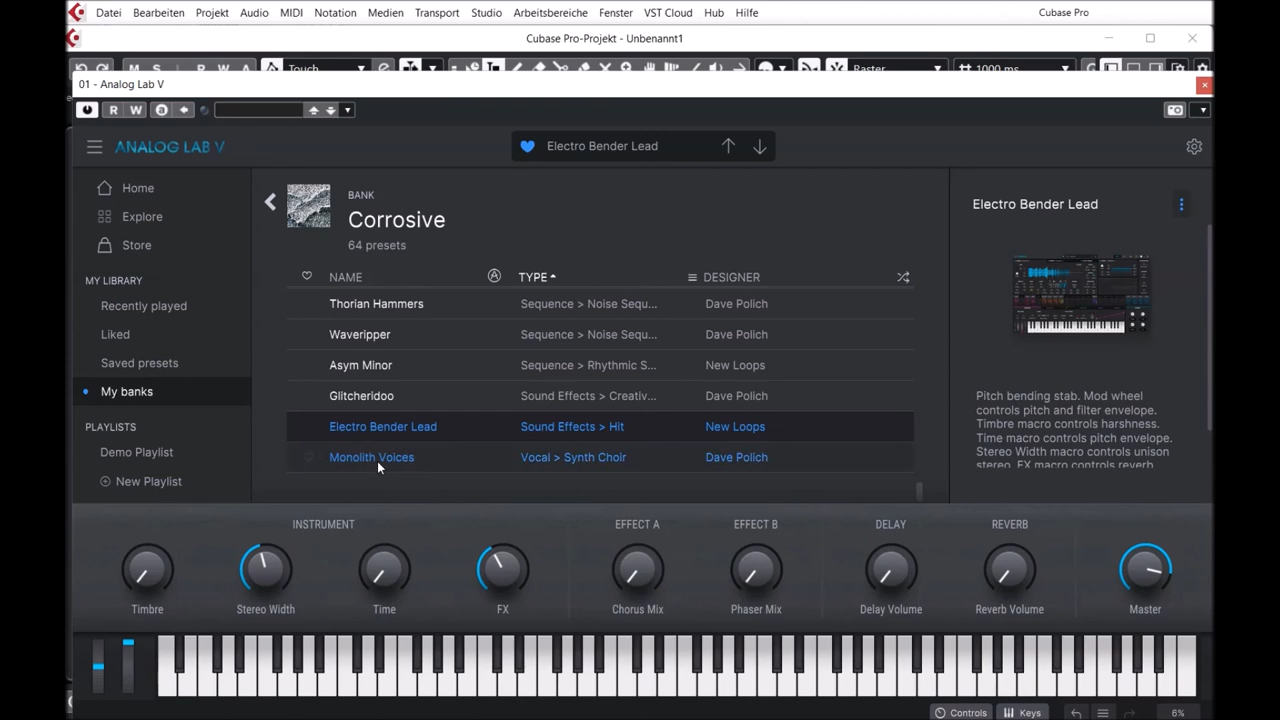 Datei Bearbeiten Projekt Audio MIDI Notation Medien Transport Studio Arbeitsbereiche Fenster VST Cloud Hub Hilfe Cubase Pro
Cubase Pro-Projekt - Unbenannt1
M S R W Touch Raster 1000 ms
01 - Analog Lab V
R W a
ANALOG LAB V
Electro Bender Lead
Home
Explore
Store
MY LIBRARY
Recently played
Liked
Saved presets
My banks
PLAYLISTS
Demo Playlist
New Playlist
BANK
Corrosive
64 presets
NAME TYPE DESIGNER
Thorian Hammers Sequence > Noise Sequ... Dave Polich
Waveripper Sequence > Noise Sequ... Dave Polich
Asym Minor Sequence > Rhythmic S... New Loops
Glitcheridoo Sound Effects > Creativ... Dave Polich
Electro Bender Lead Sound Effects > Hit New Loops
Monolith Voices Vocal > Synth Choir Dave Polich
Electro Bender Lead
Pitch bending stab. Mod wheel
controls pitch and filter envelope.
Timbre macro controls harshness.
Time macro controls pitch envelope.
Stereo Width macro controls unison
stereo. FX macro controls reverb
INSTRUMENT EFFECT A EFFECT B DELAY REVERB
Timbre Stereo Width Time FX Chorus Mix Phaser Mix Delay Volume Reverb Volume Master
Controls Keys 6%